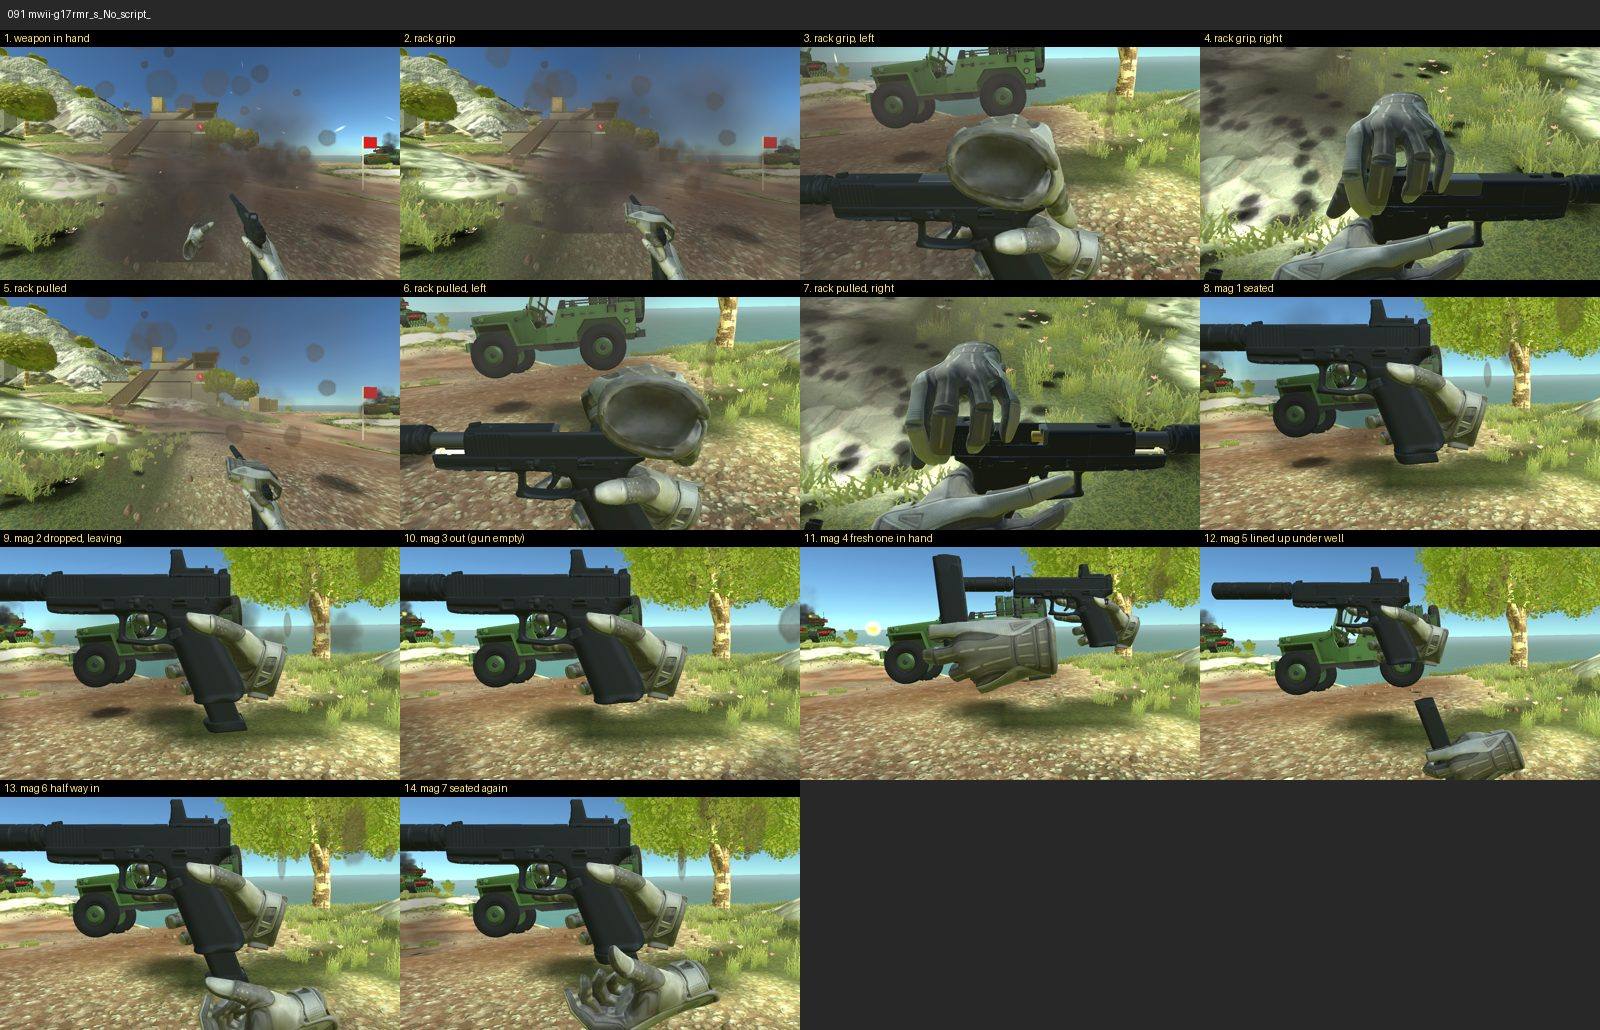 091 mwii-g17rmr_s_No_script_
1. weapon in hand
2. rack grip
3. rack grip, left
4. rack grip, right
5. rack pulled
6. rack pulled, left
7. rack pulled, right
8. mag 1 seated
9. mag 2 dropped, leaving
10. mag 3 out (gun empty)
11. mag 4 fresh one in hand
12. mag 5 lined up under well
13. mag 6 half way in
14. mag 7 seated again